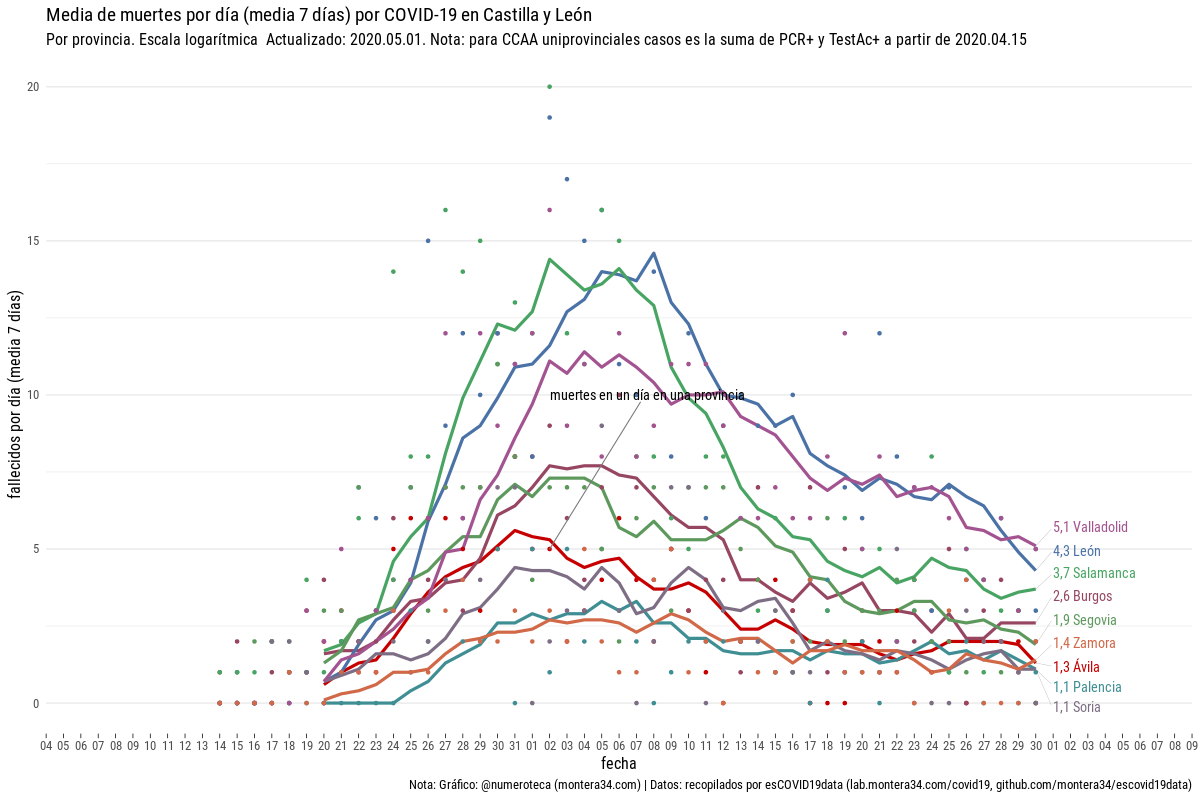 Media de muertes por día (media 7 días) por COVID-19 en Castilla y León
Por provincia. Escala logarítmica  Actualizado: 2020.05.01. Nota: para CCAA uniprovinciales casos es la suma de PCR+ y TestAc+ a partir de 2020.04.15
fallecidos por día (media 7 días)
20
15
10
5
0
muertes en un día en una provincia
5,1 Valladolid
4,3 León
3,7 Salamanca
2,6 Burgos
1,9 Segovia
1,4 Zamora
1,3 Ávila
1,1 Palencia
1,1 Soria
04 05 06 07 08 09 10 11 12 13 14 15 16 17 18 19 20 21 22 23 24 25 26 27 28 29 30 31 01 02 03 04 05 06 07 08 09 10 11 12 13 14 15 16 17 18 19 20 21 22 23 24 25 26 27 28 29 30 01 02 03 04 05 06 07 08 09
fecha
Nota: Gráfico: @numeroteca (montera34.com) | Datos: recopilados por esCOVID19data (lab.montera34.com/covid19, github.com/montera34/escovid19data)